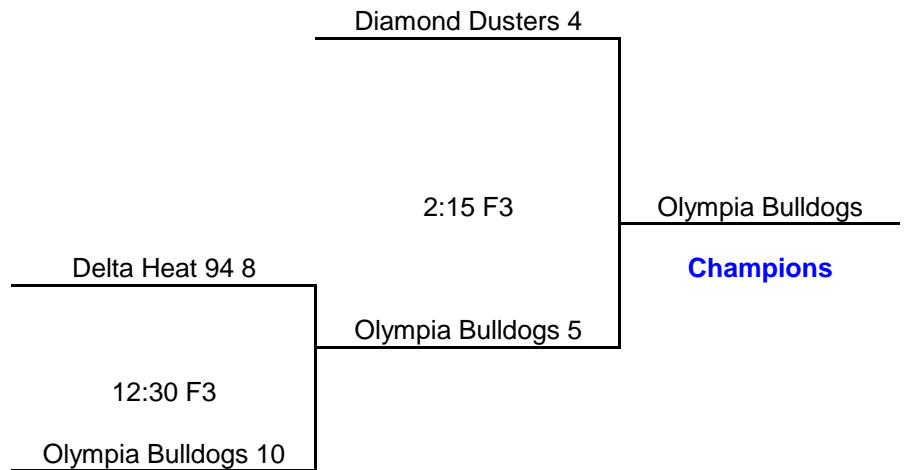 Diamond Dusters 4
2:15 F3
Olympia Bulldogs
Delta Heat 94 8
Champions
Olympia Bulldogs 5
12:30 F3
Olympia Bulldogs 10